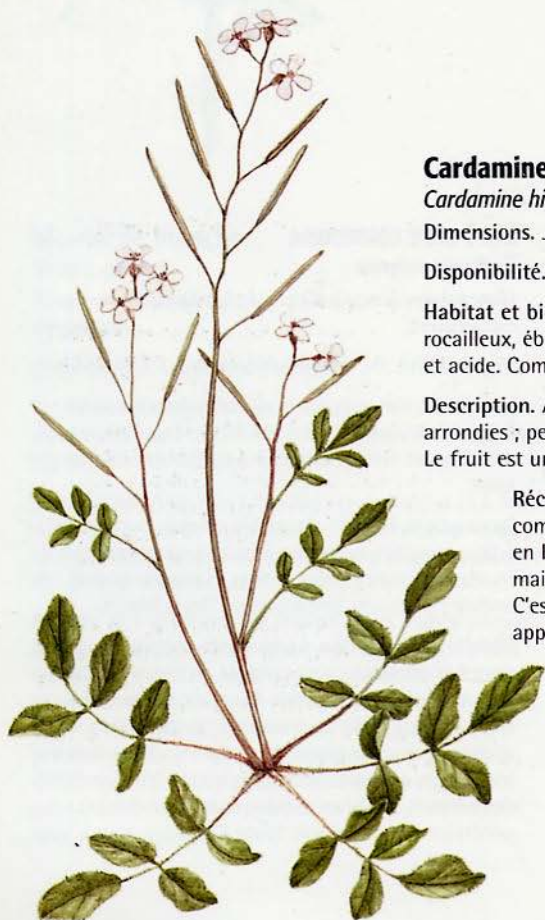 Cardamine
Cardamine hi
Dimensions.
Disponibilité.
Habitat et bi
rocailleux, éb
et acide. Com
Description. A
arrondies ; pe
Le fruit est un
Réc
com
en l
mai
C'es
app